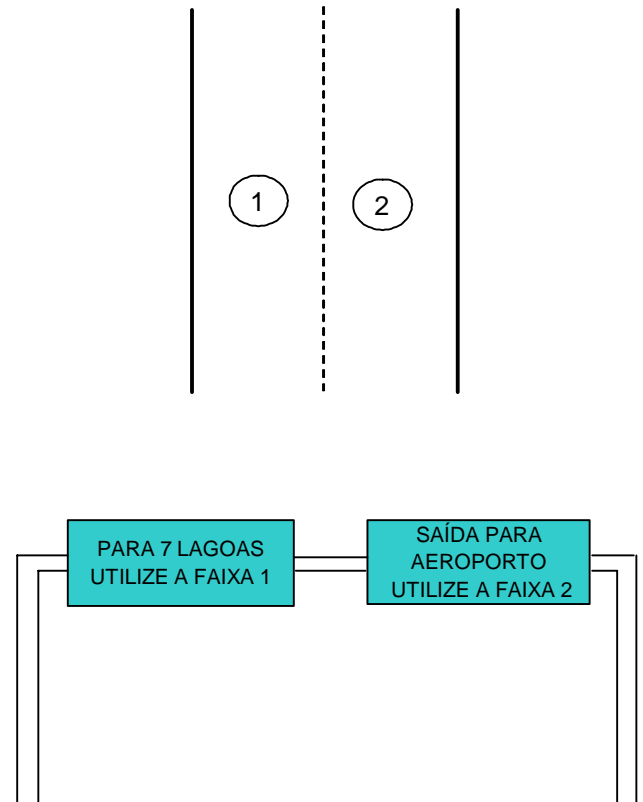 1
2
PARA 7 LAGOAS
UTILIZE A FAIXA 1
SAÍDA PARA
AEROPORTO
UTILIZE A FAIXA 2